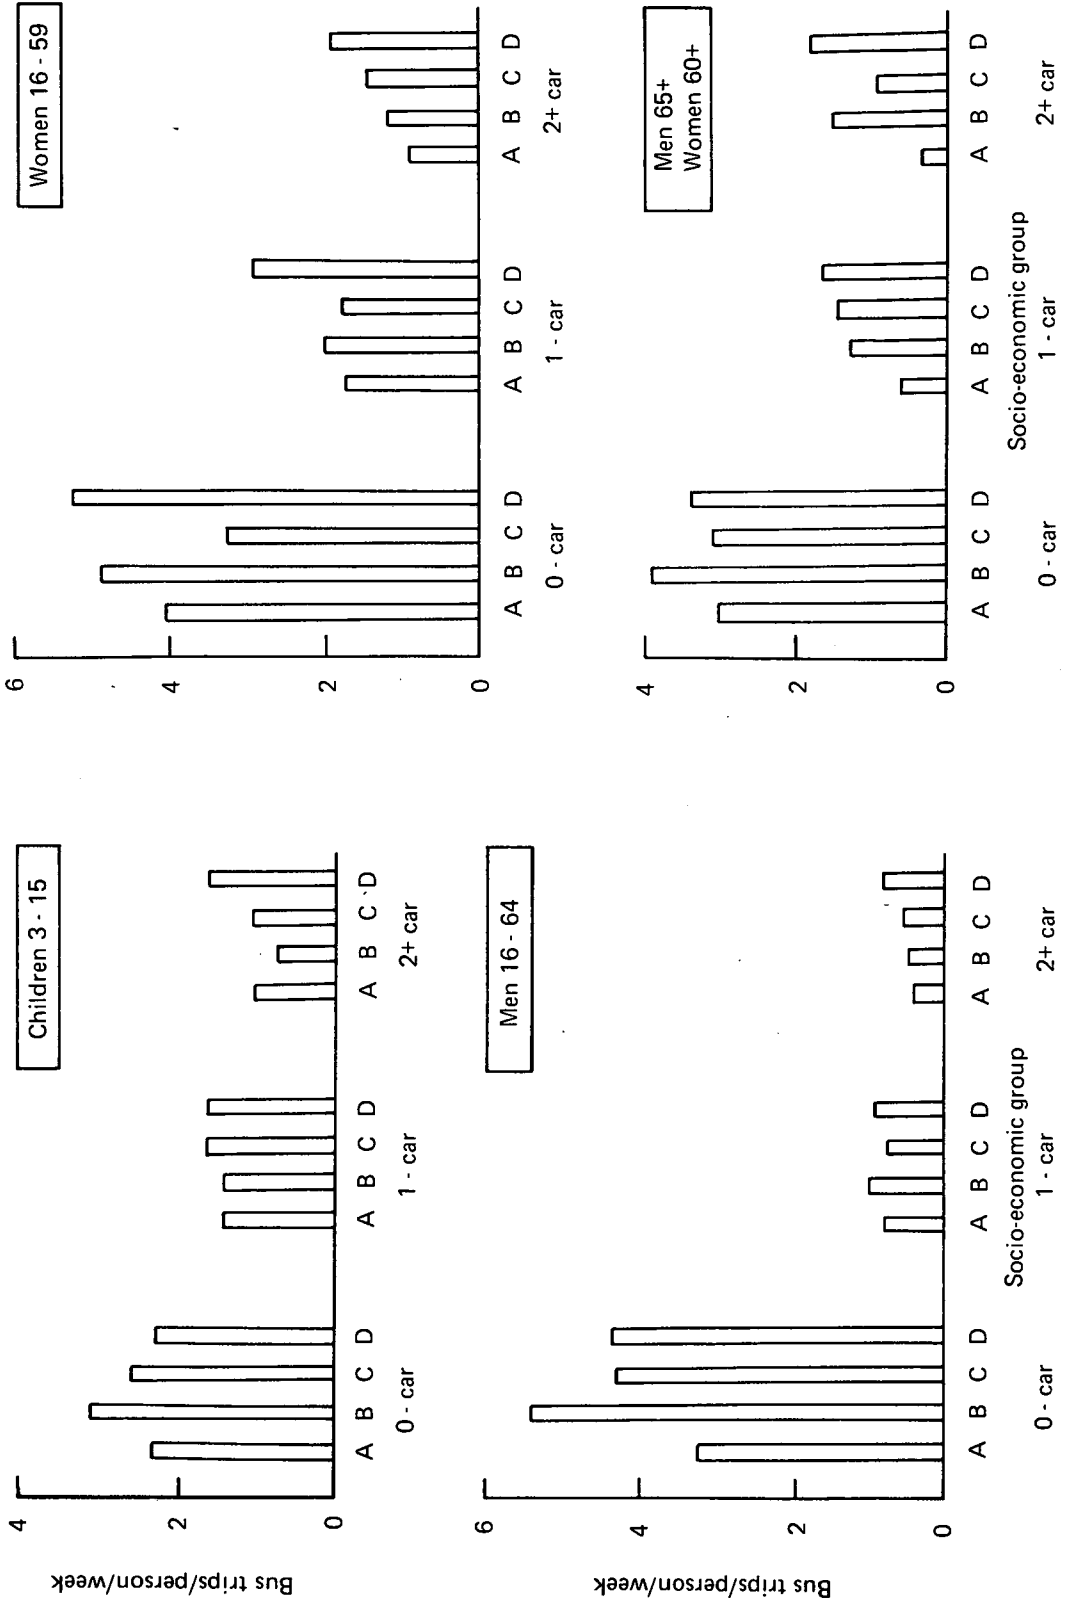 Children 3 - 15
4
2
0
Bus trips/person/week
A B C D A B C D A B C D
0 - car 1 - car 2+ car
Women 16 - 59
6
4
2
0
A B C D A B C D A B C D
0 - car 1 - car 2+ car
Men 16 - 64
6
4
2
0
Bus trips/person/week
A B C D A B C D A B C D
Socio-economic group
0 - car 1 - car 2+ car
Men 65+
Women 60+
4
2
0
A B C D A B C D A B C D
Socio-economic group
0 - car 1 - car 2+ car